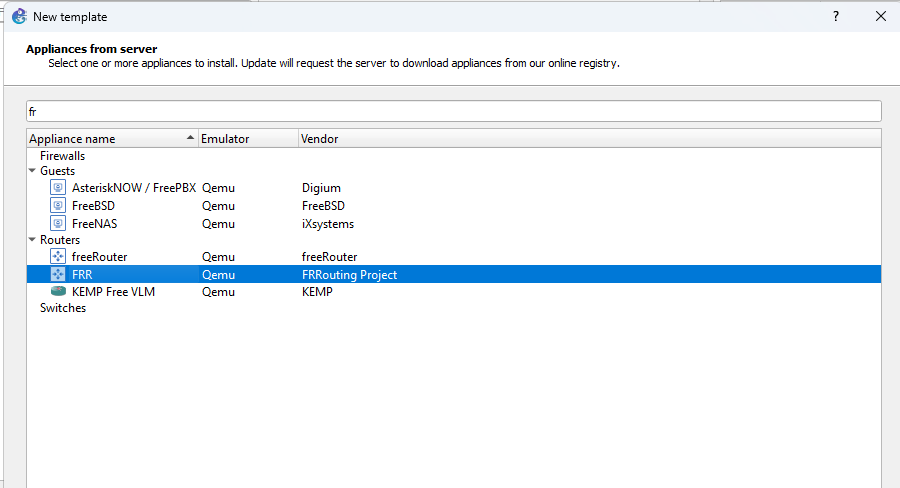 New template
?
Appliances from server
Select one or more appliances to install. Update will request the server to download appliances from our online registry.
fr
Appliance name Emulator Vendor
Firewalls
Guests
AsteriskNOW / FreePBX Qemu Digium
FreeBSD Qemu FreeBSD
FreeNAS Qemu iXsystems
Routers
freeRouter Qemu freeRouter
FRR Qemu FRRouting Project
KEMP Free VLM Qemu KEMP
Switches